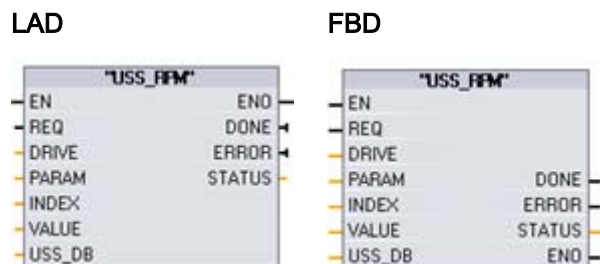 LAD FBD
"USS_RPM" "USS_RPM"
EN ENO EN
REQ DONE REQ
DRIVE ERROR DRIVE
PARAM STATUS PARAM DONE
INDEX INDEX ERROR
VALUE VALUE STATUS
USS_DB USS_DB ENO